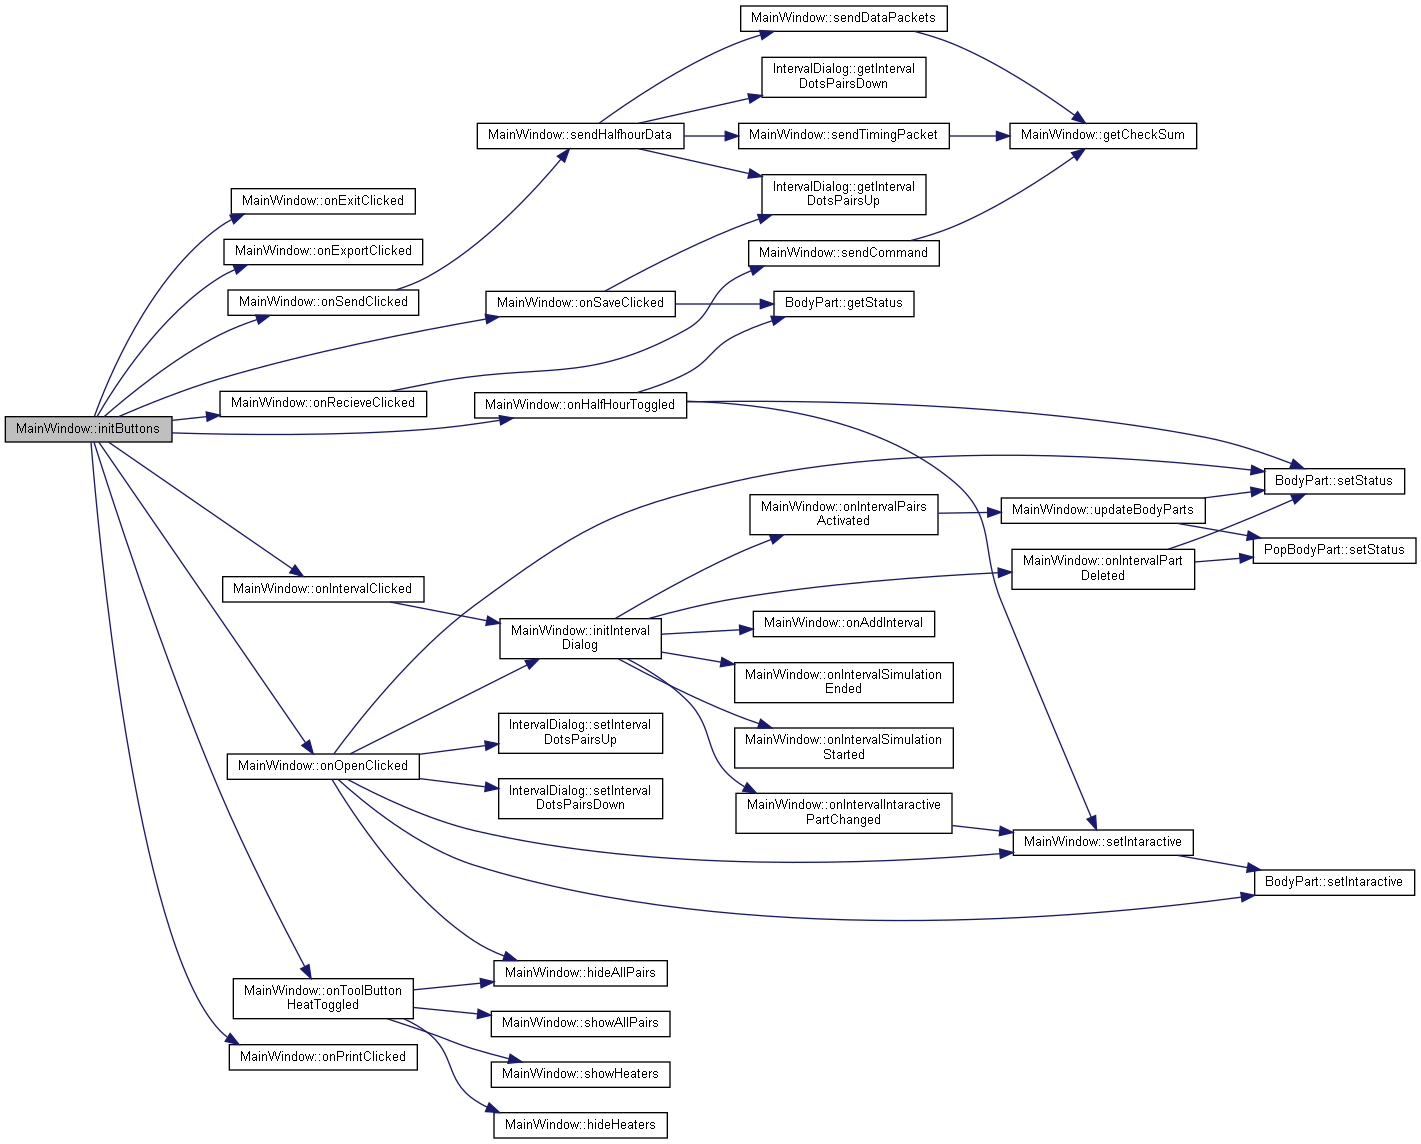 MainWindow::sendDataPackets
IntervalDialog::getInterval
DotsPairsDown
MainWindow::sendHalfhourData
MainWindow::sendTimingPacket
MainWindow::getCheckSum
IntervalDialog::getInterval
DotsPairsUp
MainWindow::onExitClicked
MainWindow::onExportClicked
MainWindow::sendCommand
MainWindow::onSendClicked
MainWindow::onSaveClicked
BodyPart::getStatus
MainWindow::onRecieveClicked
MainWindow::onHalfHourToggled
MainWindow::initButtons
BodyPart::setStatus
MainWindow::onIntervalPairs
Activated
MainWindow::updateBodyParts
PopBodyPart::setStatus
MainWindow::onIntervalPart
Deleted
MainWindow::onIntervalClicked
MainWindow::onAddInterval
MainWindow::initInterval
Dialog
MainWindow::onIntervalSimulation
Ended
IntervalDialog::setInterval
DotsPairsUp
MainWindow::onIntervalSimulation
Started
MainWindow::onOpenClicked
IntervalDialog::setInterval
DotsPairsDown
MainWindow::onIntervalIntaractive
PartChanged
MainWindow::setIntaractive
BodyPart::setIntaractive
MainWindow::hideAllPairs
MainWindow::onToolButton
HeatToggled
MainWindow::showAllPairs
MainWindow::onPrintClicked
MainWindow::showHeaters
MainWindow::hideHeaters